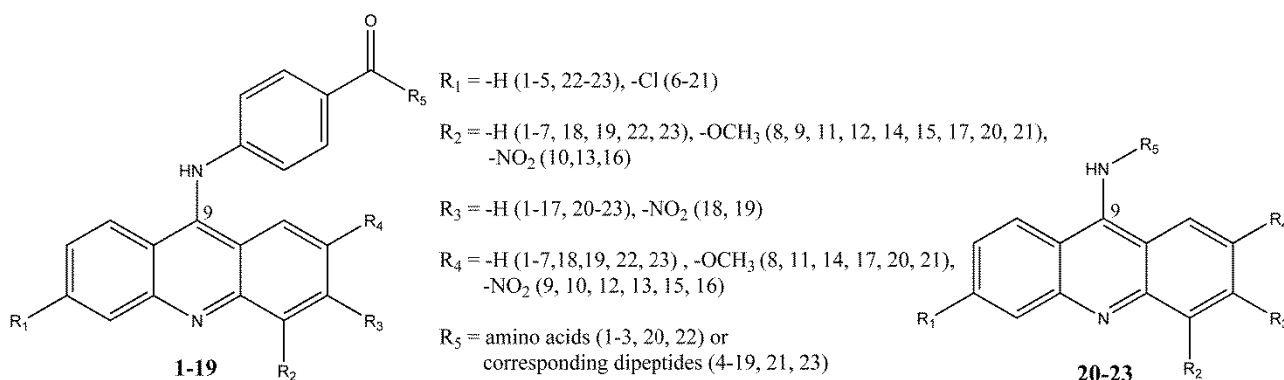 O
R₅
HN
9
R₄
R₁
N
R₃
R₂
1-19
R₁ = -H (1-5, 22-23), -Cl (6-21)
R₂ = -H (1-7, 18, 19, 22, 23), -OCH₃ (8, 9, 11, 12, 14, 15, 17, 20, 21),
-NO₂ (10,13,16)
R₃ = -H (1-17, 20-23), -NO₂ (18, 19)
R₄ = -H (1-7,18,19, 22, 23) , -OCH₃ (8, 11, 14, 17, 20, 21),
-NO₂ (9, 10, 12, 13, 15, 16)
R₅ = amino acids (1-3, 20, 22) or
corresponding dipeptides (4-19, 21, 23)
R₅
HN
9
R₄
R₁
N
R₃
R₂
20-23